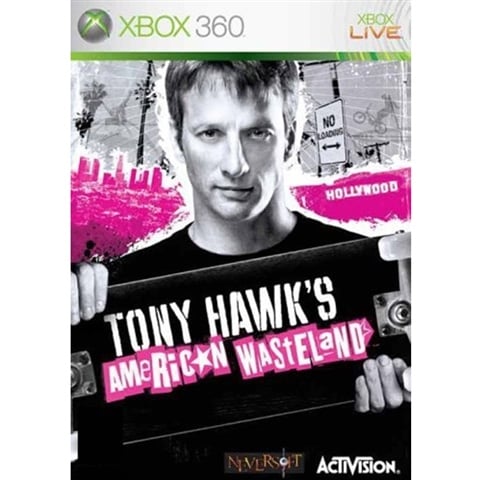 XBOX 360
XBOX
LIVE
NO
LOADING
HOLLYWOOD
TONY HAWK'S
AMeRiCAN WASTELaND
NEVERSOFT
ACTIVISION.